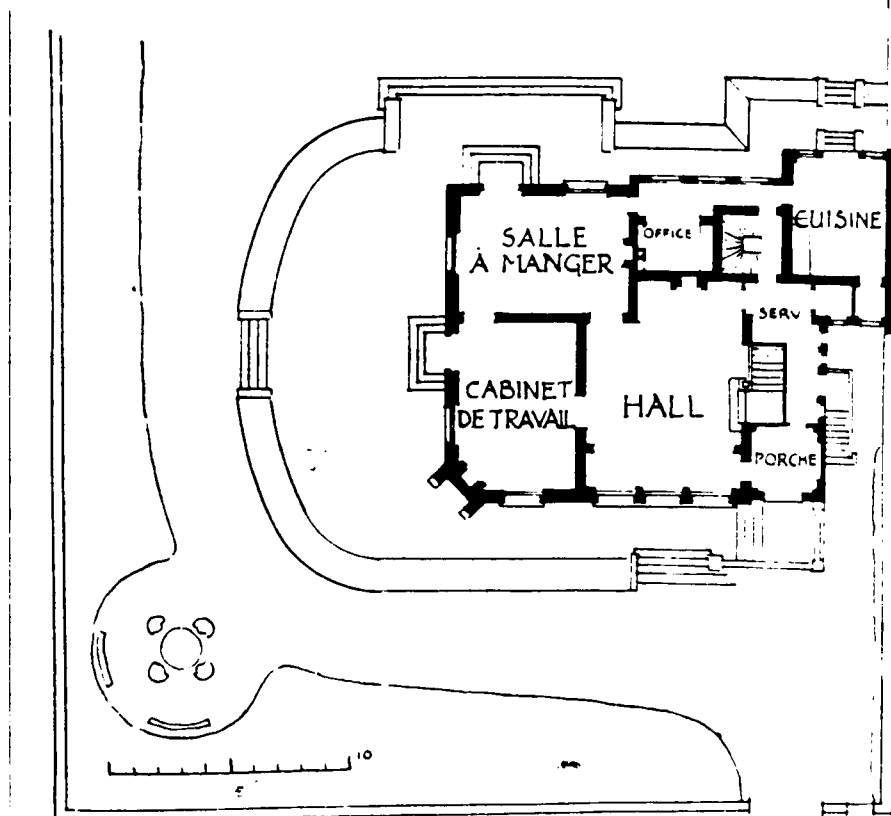 CUISINE
OFFICE
SALLE
À MANGER
SERV
CABINET
DE TRAVAIL
HALL
PORCHE
10
5